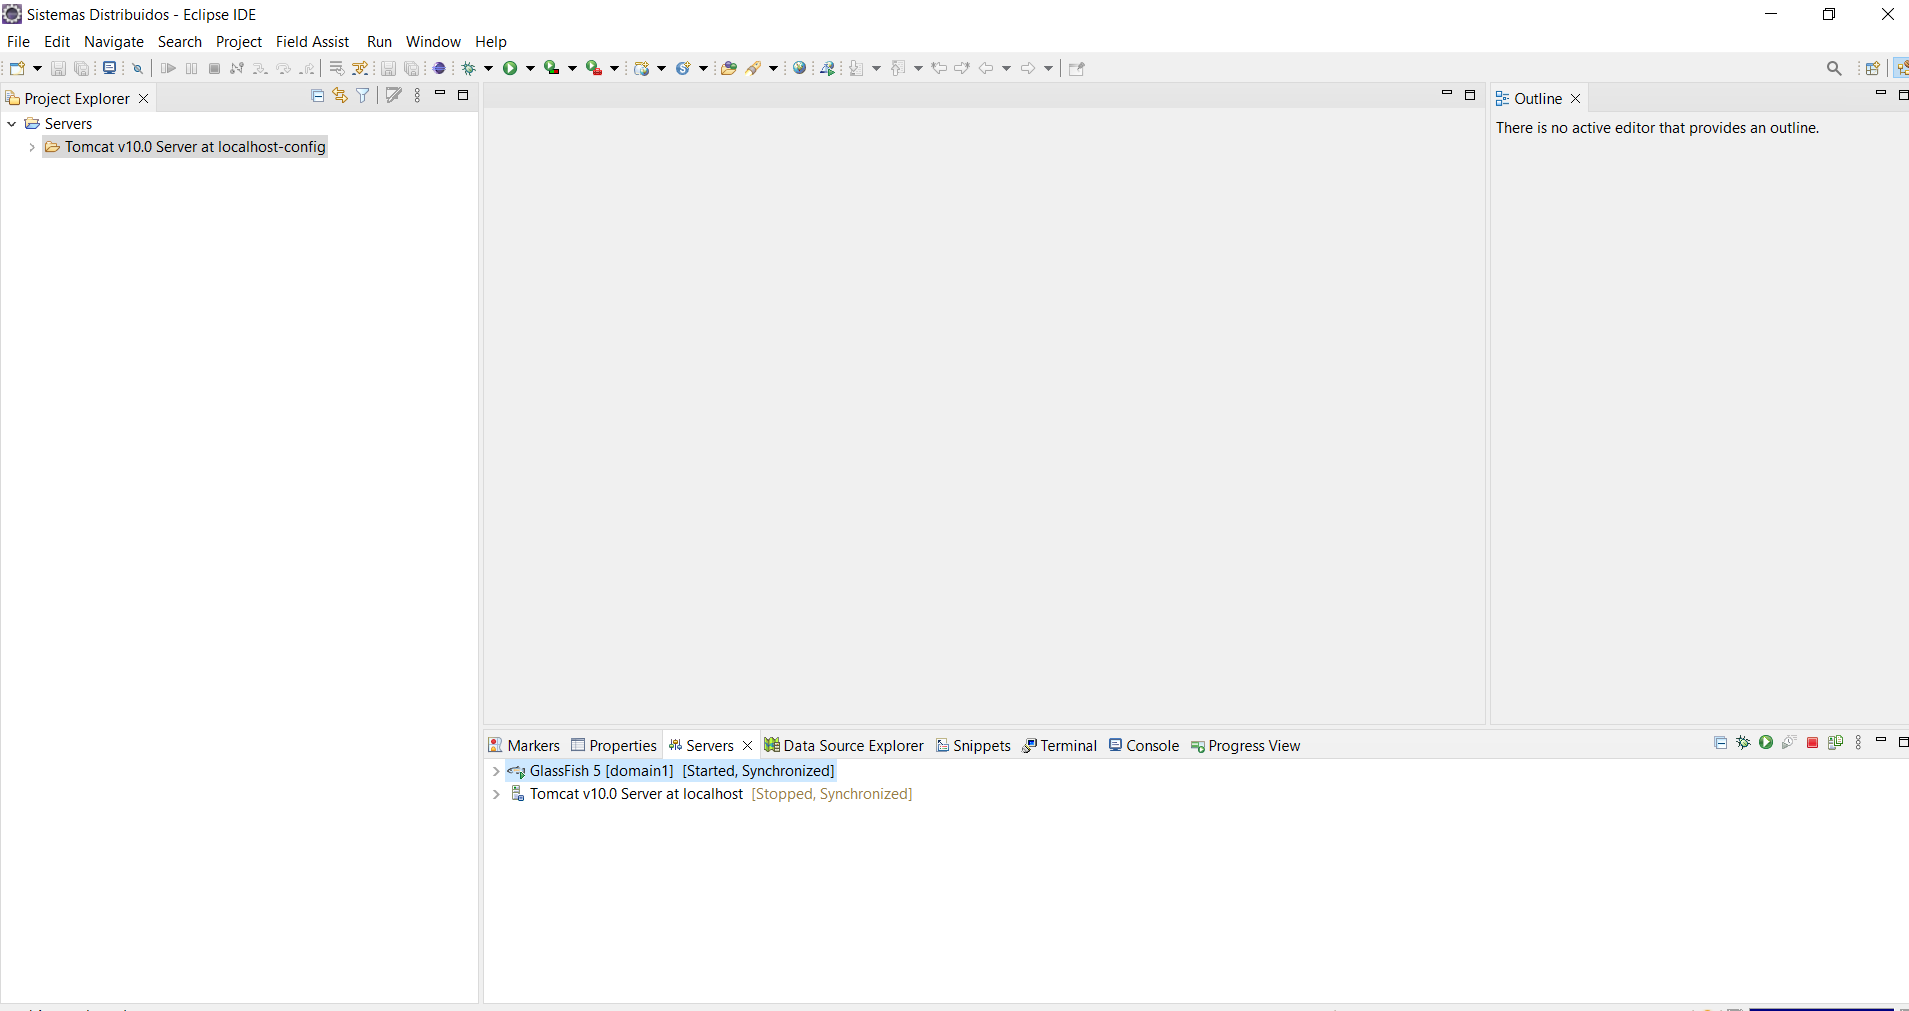 Sistemas Distribuidos - Eclipse IDE
File Edit Navigate Search Project Field Assist Run Window Help
Project Explorer
Servers
Tomcat v10.0 Server at localhost-config
Outline
There is no active editor that provides an outline.
Markers Properties Servers Data Source Explorer Snippets Terminal Console Progress View
GlassFish 5 [domain1] [Started, Synchronized]
Tomcat v10.0 Server at localhost [Stopped, Synchronized]